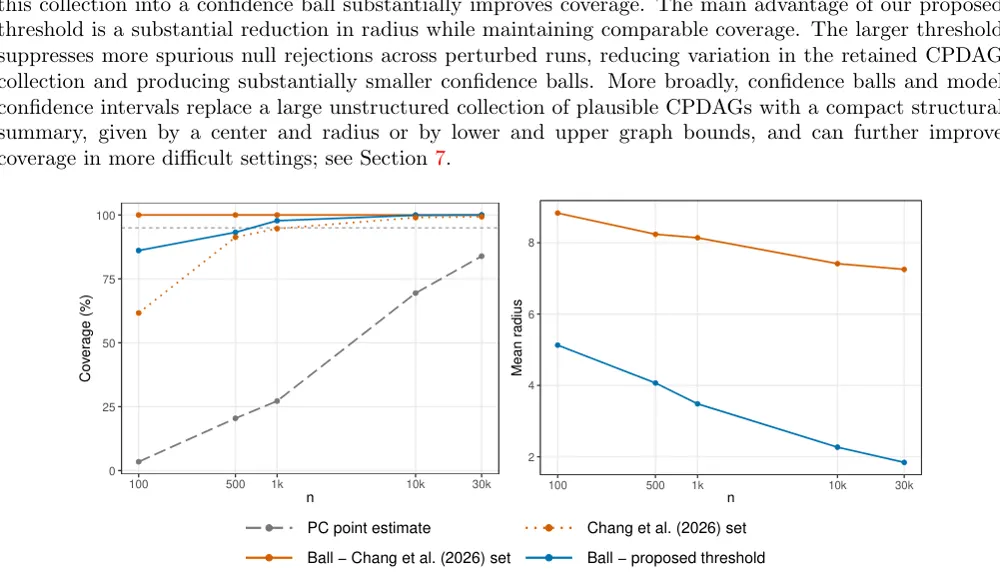 this collection into a confidence ball substantially improves coverage. The main advantage of our proposed
threshold is a substantial reduction in radius while maintaining comparable coverage. The larger threshold
suppresses more spurious null rejections across perturbed runs, reducing variation in the retained CPDAG
collection and producing substantially smaller confidence balls. More broadly, confidence balls and model
confidence intervals replace a large unstructured collection of plausible CPDAGs with a compact structural
summary, given by a center and radius or by lower and upper graph bounds, and can further improve
coverage in more difficult settings; see Section 7.
Coverage (%)
100
75
50
25
0
100 500 1k 10k 30k
n
Mean radius
8
6
4
2
100 500 1k 10k 30k
n
PC point estimate
Chang et al. (2026) set
Ball − Chang et al. (2026) set
Ball − proposed threshold